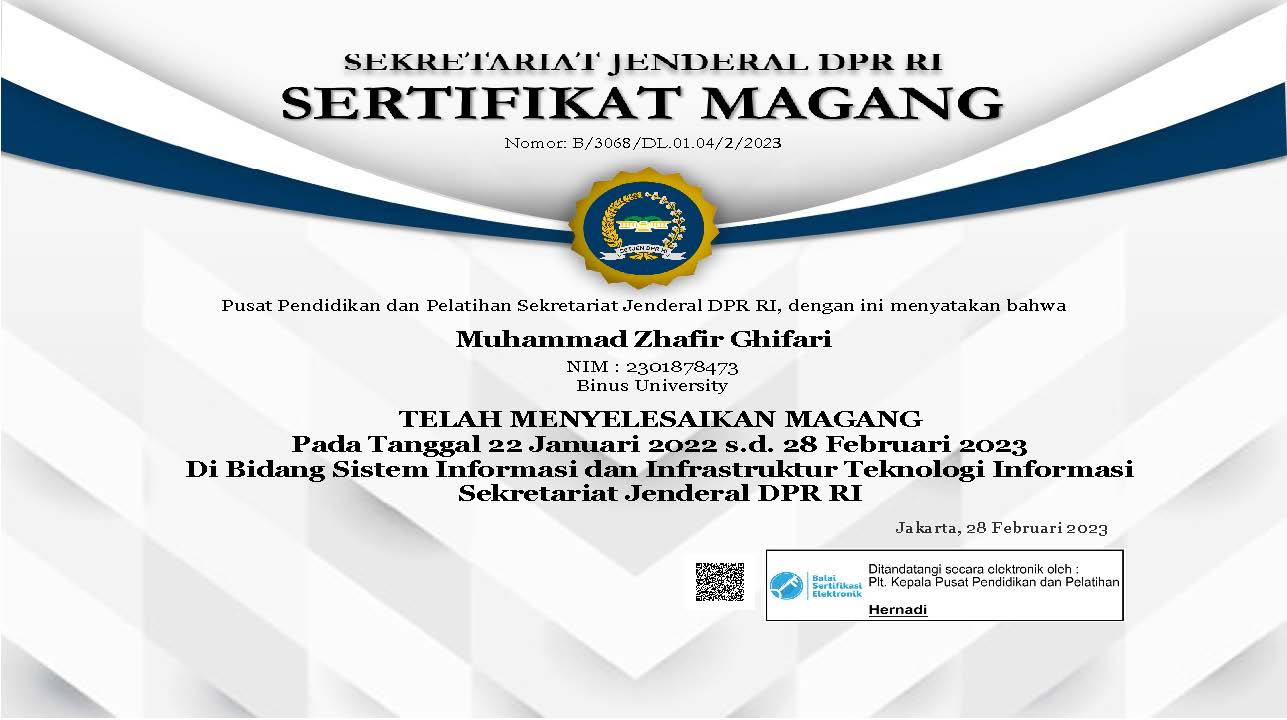 SEKRETARIAT JENDERAL DPR RI
SERTIFIKAT MAGANG
Nomor: B/3068/DL.01.04/2/2023
SETJEN DPR RI
Pusat Pendidikan dan Pelatihan Sekretariat Jenderal DPR RI, dengan ini menyatakan bahwa
Muhammad Zhafir Ghifari
NIM : 2301878473
Binus University
TELAH MENYELESAIKAN MAGANG
Pada Tanggal 22 Januari 2022 s.d. 28 Februari 2023
Di Bidang Sistem Informasi dan Infrastruktur Teknologi Informasi
Sekretariat Jenderal DPR RI
Jakarta, 28 Februari 2023
Balai
Sertifikasi
Elektronik
Ditandatangi secara elektronik oleh :
Plt. Kepala Pusat Pendidikan dan Pelatihan
Hernadi